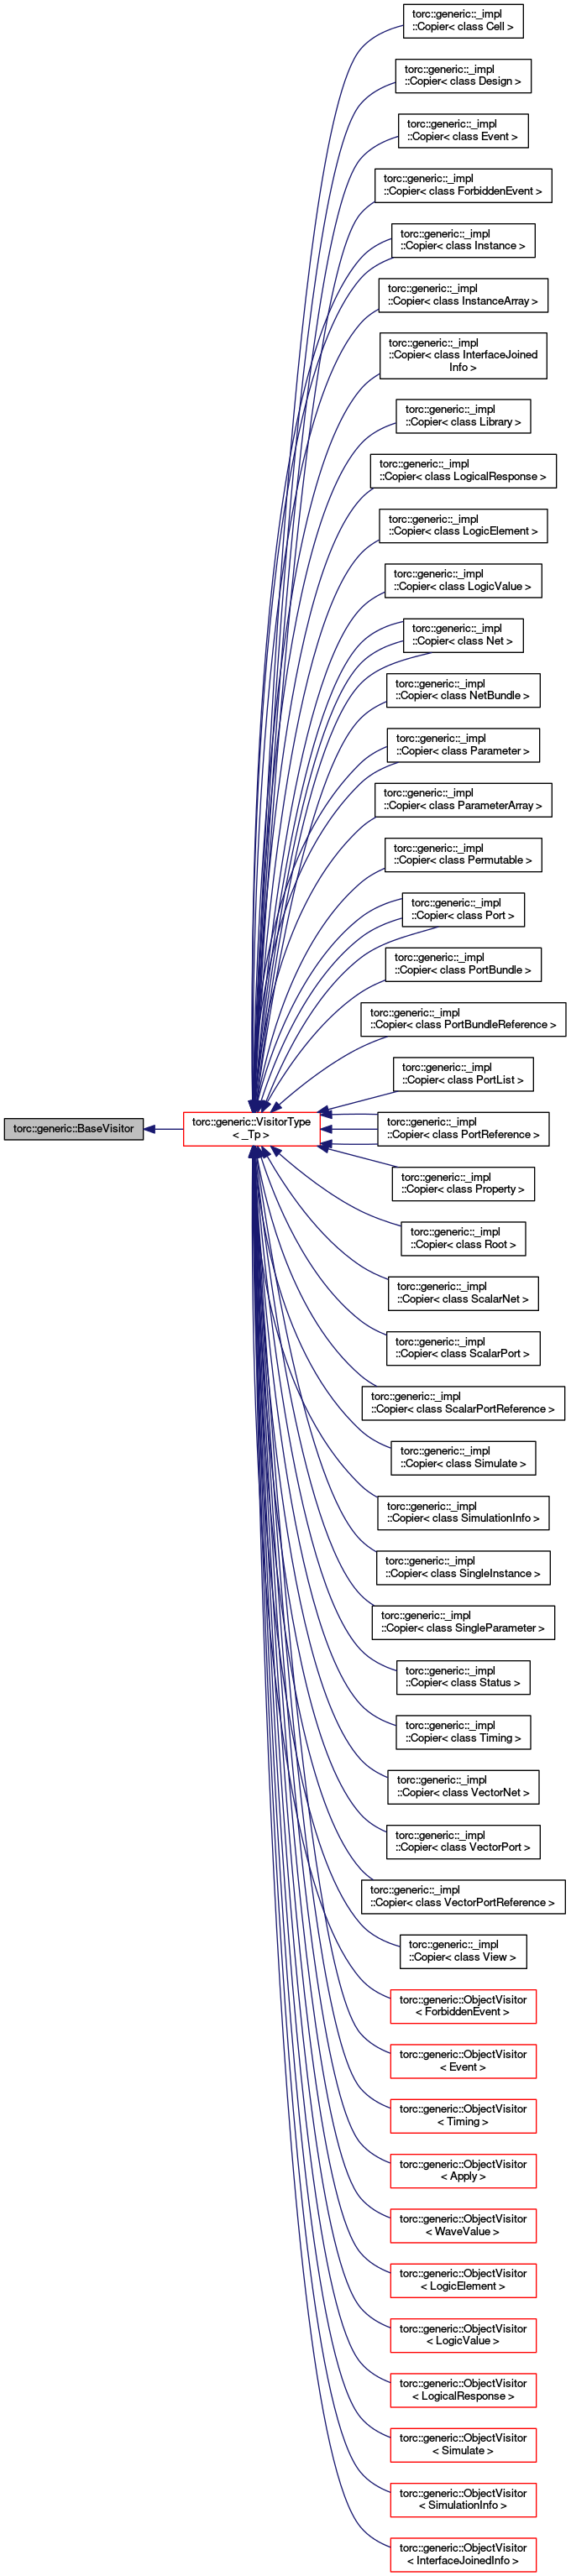 torc::generic::_impl
::Copier< class Cell >
torc::generic::_impl
::Copier< class Design >
torc::generic::_impl
::Copier< class Event >
torc::generic::_impl
::Copier< class ForbiddenEvent >
torc::generic::_impl
::Copier< class Instance >
torc::generic::_impl
::Copier< class InstanceArray >
torc::generic::_impl
::Copier< class InterfaceJoined
Info >
torc::generic::_impl
::Copier< class Library >
torc::generic::_impl
::Copier< class LogicalResponse >
torc::generic::_impl
::Copier< class LogicElement >
torc::generic::_impl
::Copier< class LogicValue >
torc::generic::_impl
::Copier< class Net >
torc::generic::_impl
::Copier< class NetBundle >
torc::generic::_impl
::Copier< class Parameter >
torc::generic::_impl
::Copier< class ParameterArray >
torc::generic::_impl
::Copier< class Permutable >
torc::generic::_impl
::Copier< class Port >
torc::generic::_impl
::Copier< class PortBundle >
torc::generic::_impl
::Copier< class PortBundleReference >
torc::generic::_impl
::Copier< class PortList >
torc::generic::BaseVisitor
torc::generic::VisitorType
< _Tp >
torc::generic::_impl
::Copier< class PortReference >
torc::generic::_impl
::Copier< class Property >
torc::generic::_impl
::Copier< class Root >
torc::generic::_impl
::Copier< class ScalarNet >
torc::generic::_impl
::Copier< class ScalarPort >
torc::generic::_impl
::Copier< class ScalarPortReference >
torc::generic::_impl
::Copier< class Simulate >
torc::generic::_impl
::Copier< class SimulationInfo >
torc::generic::_impl
::Copier< class SingleInstance >
torc::generic::_impl
::Copier< class SingleParameter >
torc::generic::_impl
::Copier< class Status >
torc::generic::_impl
::Copier< class Timing >
torc::generic::_impl
::Copier< class VectorNet >
torc::generic::_impl
::Copier< class VectorPort >
torc::generic::_impl
::Copier< class VectorPortReference >
torc::generic::_impl
::Copier< class View >
torc::generic::ObjectVisitor
< ForbiddenEvent >
torc::generic::ObjectVisitor
< Event >
torc::generic::ObjectVisitor
< Timing >
torc::generic::ObjectVisitor
< Apply >
torc::generic::ObjectVisitor
< WaveValue >
torc::generic::ObjectVisitor
< LogicElement >
torc::generic::ObjectVisitor
< LogicValue >
torc::generic::ObjectVisitor
< LogicalResponse >
torc::generic::ObjectVisitor
< Simulate >
torc::generic::ObjectVisitor
< SimulationInfo >
torc::generic::ObjectVisitor
< InterfaceJoinedInfo >